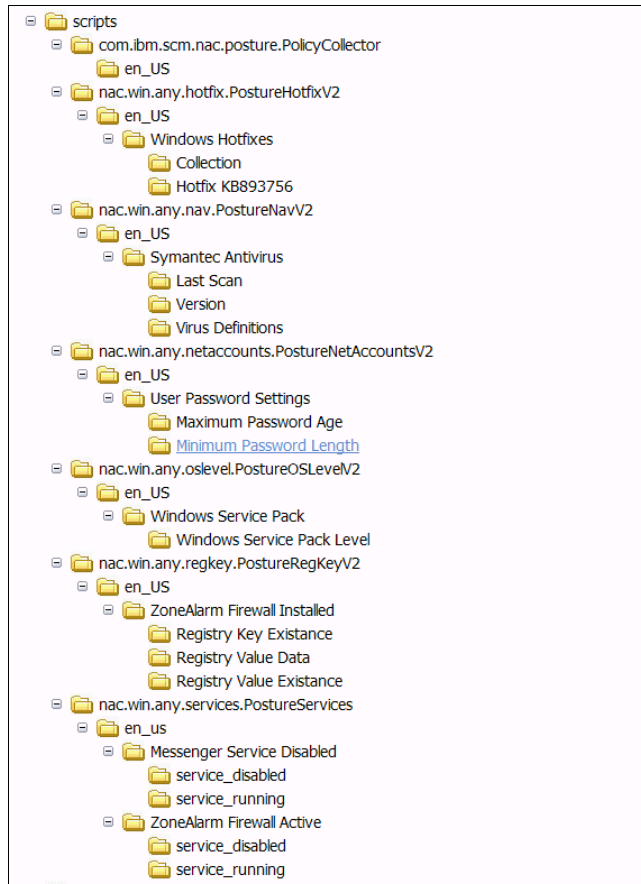 scripts
com.ibm.scm.nac.posture.PolicyCollector
en_US
nac.win.any.hotfix.PostureHotfixV2
en_US
Windows Hotfixes
Collection
Hotfix KB893756
nac.win.any.nav.PostureNavV2
en_US
Symantec Antivirus
Last Scan
Version
Virus Definitions
nac.win.any.netaccounts.PostureNetAccountsV2
en_US
User Password Settings
Maximum Password Age
Minimum Password Length
nac.win.any.oslevel.PostureOSLevelV2
en_US
Windows Service Pack
Windows Service Pack Level
nac.win.any.regkey.PostureRegKeyV2
en_US
ZoneAlarm Firewall Installed
Registry Key Existance
Registry Value Data
Registry Value Existance
nac.win.any.services.PostureServices
en_us
Messenger Service Disabled
service_disabled
service_running
ZoneAlarm Firewall Active
service_disabled
service_running